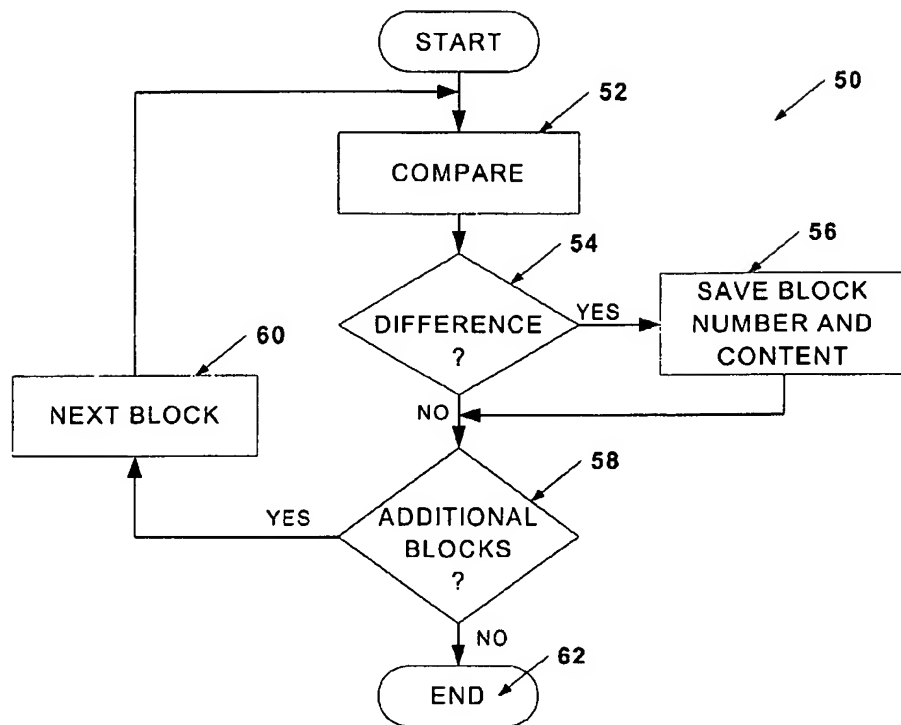 START
52
50
COMPARE
54
56
DIFFERENCE
?
YES
SAVE BLOCK
NUMBER AND
CONTENT
60
NEXT BLOCK
NO
58
YES
ADDITIONAL
BLOCKS
?
NO
62
END